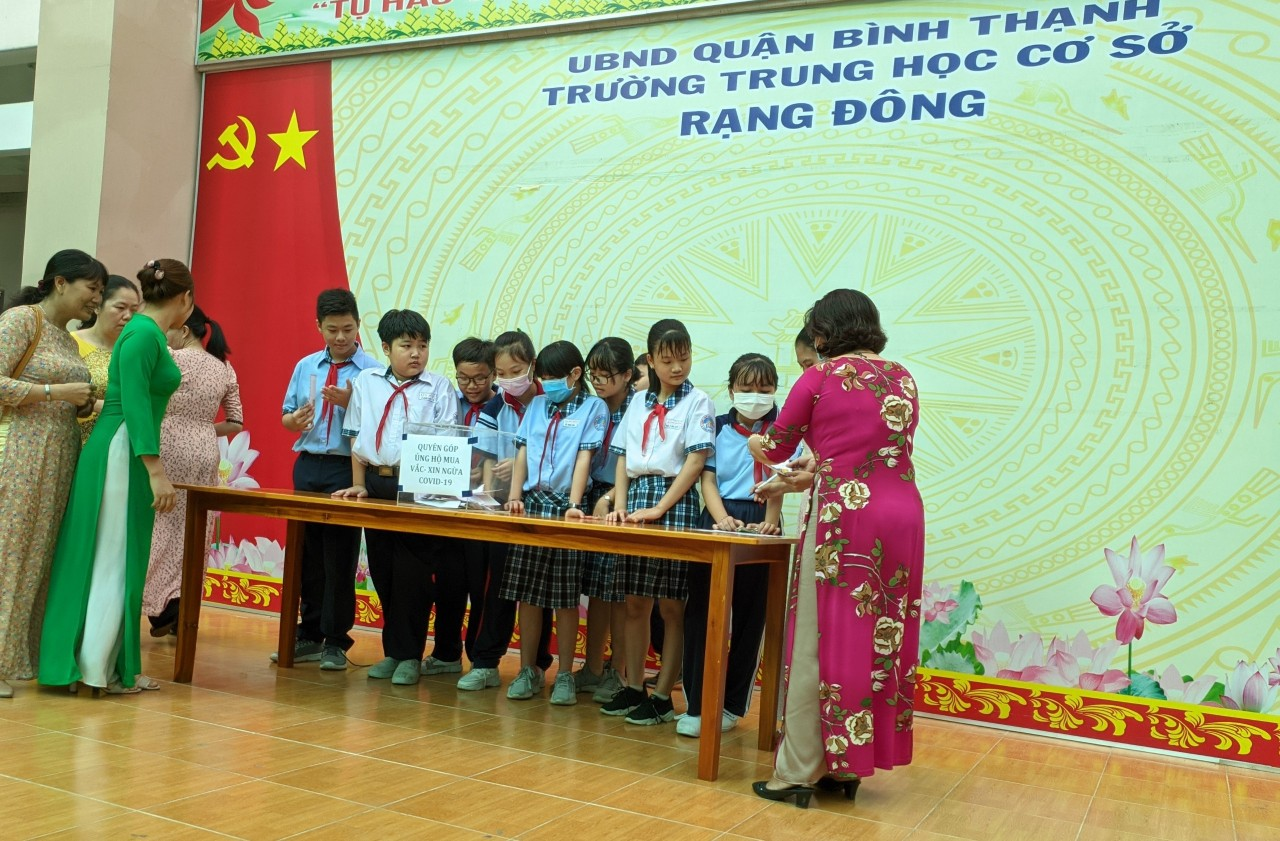 “TỰ HÀO
UBND QUẬN BÌNH THẠNH
TRƯỜNG TRUNG HỌC CƠ SỞ
RẠNG ĐÔNG
QUYÊN GÓP
ỦNG HỘ MUA
VẮC- XIN NGỪA
COVID-19